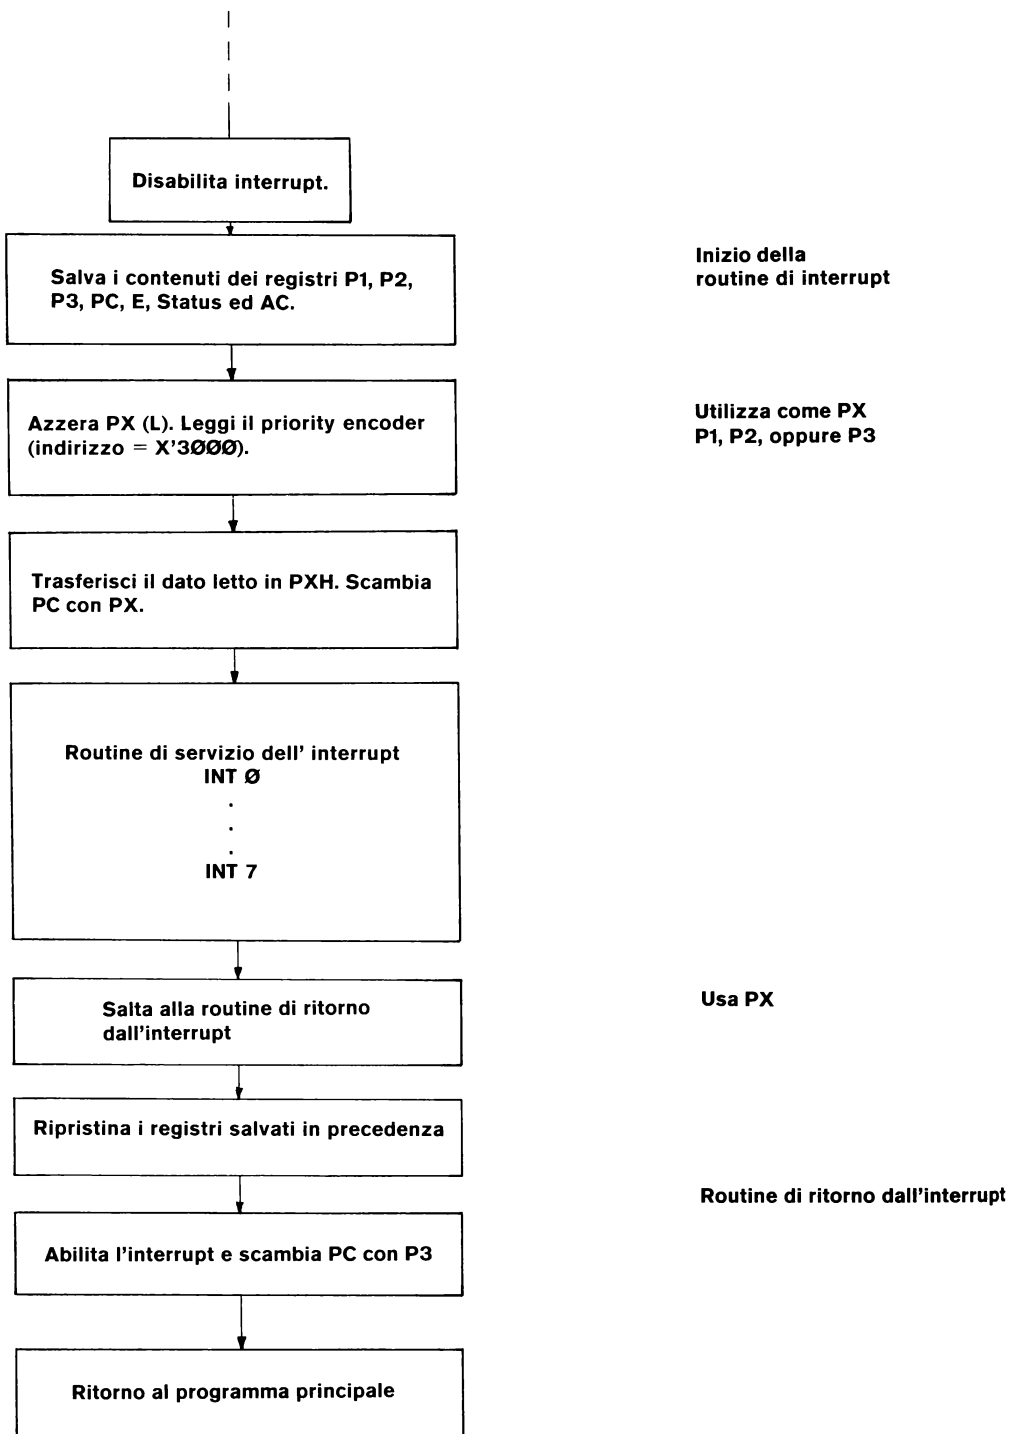 Disabilita interrupt.
Salva i contenuti dei registri P1, P2,
P3, PC, E, Status ed AC.
Inizio della
routine di interrupt
Azzera PX (L). Leggi il priority encoder
(indirizzo = X'3ØØØ).
Utilizza come PX
P1, P2, oppure P3
Trasferisci il dato letto in PXH. Scambia
PC con PX.
Routine di servizio dell' interrupt
INT Ø
.
.
.
INT 7
Salta alla routine di ritorno
dall'interrupt
Usa PX
Ripristina i registri salvati in precedenza
Routine di ritorno dall'interrupt
Abilita l'interrupt e scambia PC con P3
Ritorno al programma principale